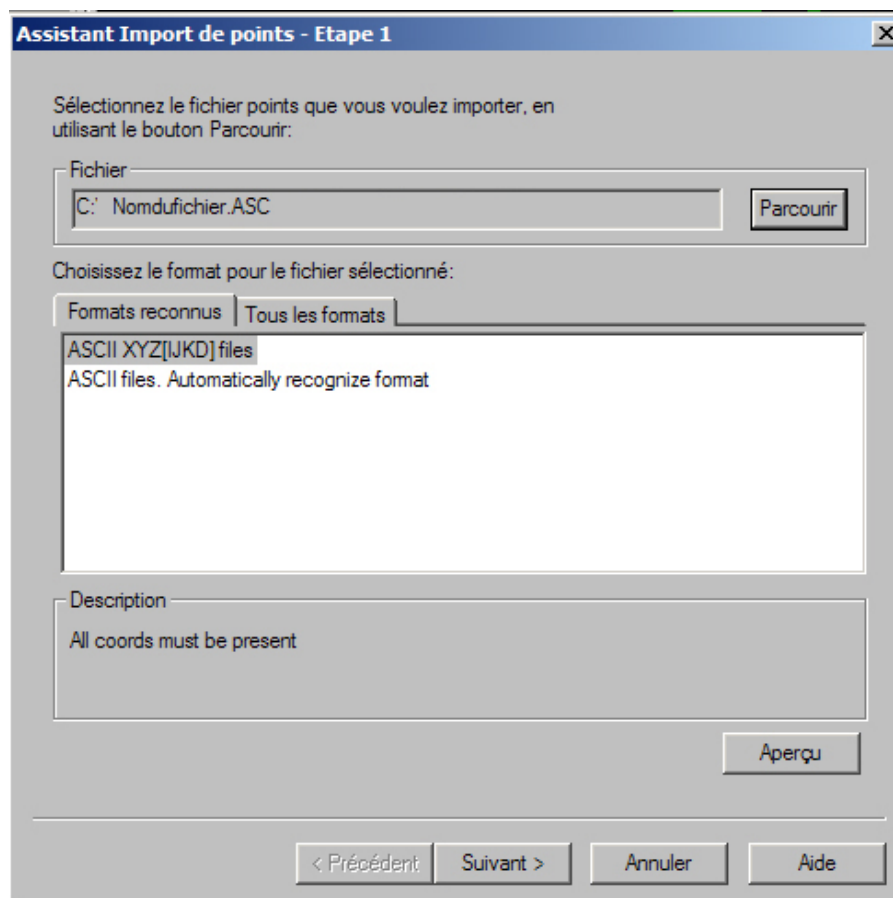 Assistant Import de points - Etape 1
Sélectionnez le fichier points que vous voulez importer, en
utilisant le bouton Parcourir:
Fichier
C:' Nomdufichier.ASC
Parcourir
Choisissez le format pour le fichier sélectionné:
Formats reconnus Tous les formats
ASCII XYZ[IJKD] files
ASCII files. Automatically recognize format
Description
All coords must be present
Aperçu
< Précédent Suivant > Annuler Aide